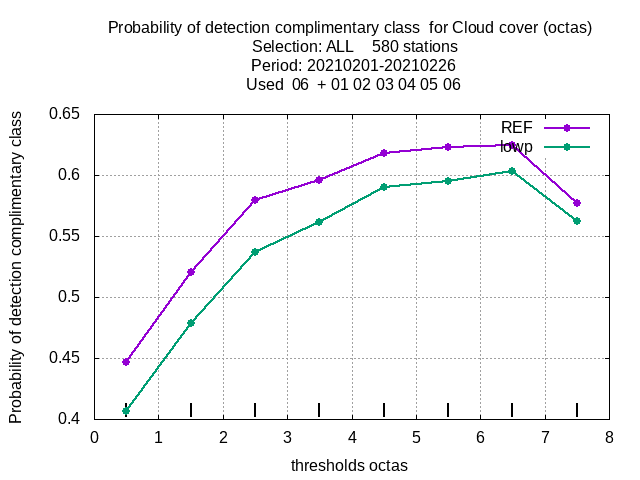 Probability of detection complimentary class  for Cloud cover (octas)
Selection: ALL    580 stations
Period: 20210201-20210226
Used  06  + 01 02 03 04 05 06
Probability of detection complimentary class
0.65
0.6
0.55
0.5
0.45
0.4
REF
lowp
0 1 2 3 4 5 6 7 8
thresholds octas